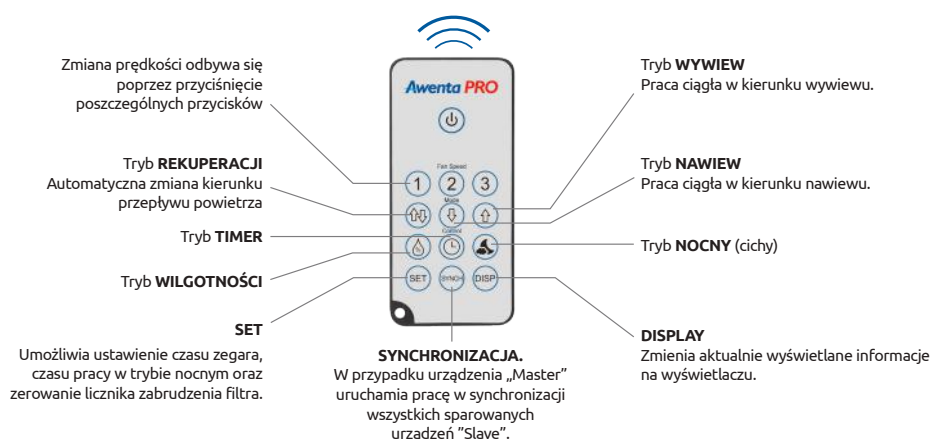 Zmiana prędkości odbywa się
poprzez przyciśnięcie
poszczególnych przycisków
Tryb REKUPERACJI
Automatyczna zmiana kierunku
przepływu powietrza
Tryb TIMER
Tryb WILGOTNOŚCI
SET
Umożliwia ustawienie czasu zegara,
czasu pracy w trybie nocnym oraz
zerowanie licznika zabrudzenia filtra.
Awenta PRO
Fan Speed
1 2 3
Mode
Control
SET SYNCH DISP
SYNCHRONIZACJA.
W przypadku urządzenia „Master”
uruchamia pracę w synchronizacji
wszystkich sparowanych
urządzeń ”Slave”.
Tryb WYWIEW
Praca ciągła w kierunku wywiewu.
Tryb NAWIEW
Praca ciągła w kierunku nawiewu.
Tryb NOCNY (cichy)
DISPLAY
Zmienia aktualnie wyświetlane informacje
na wyświetlaczu.